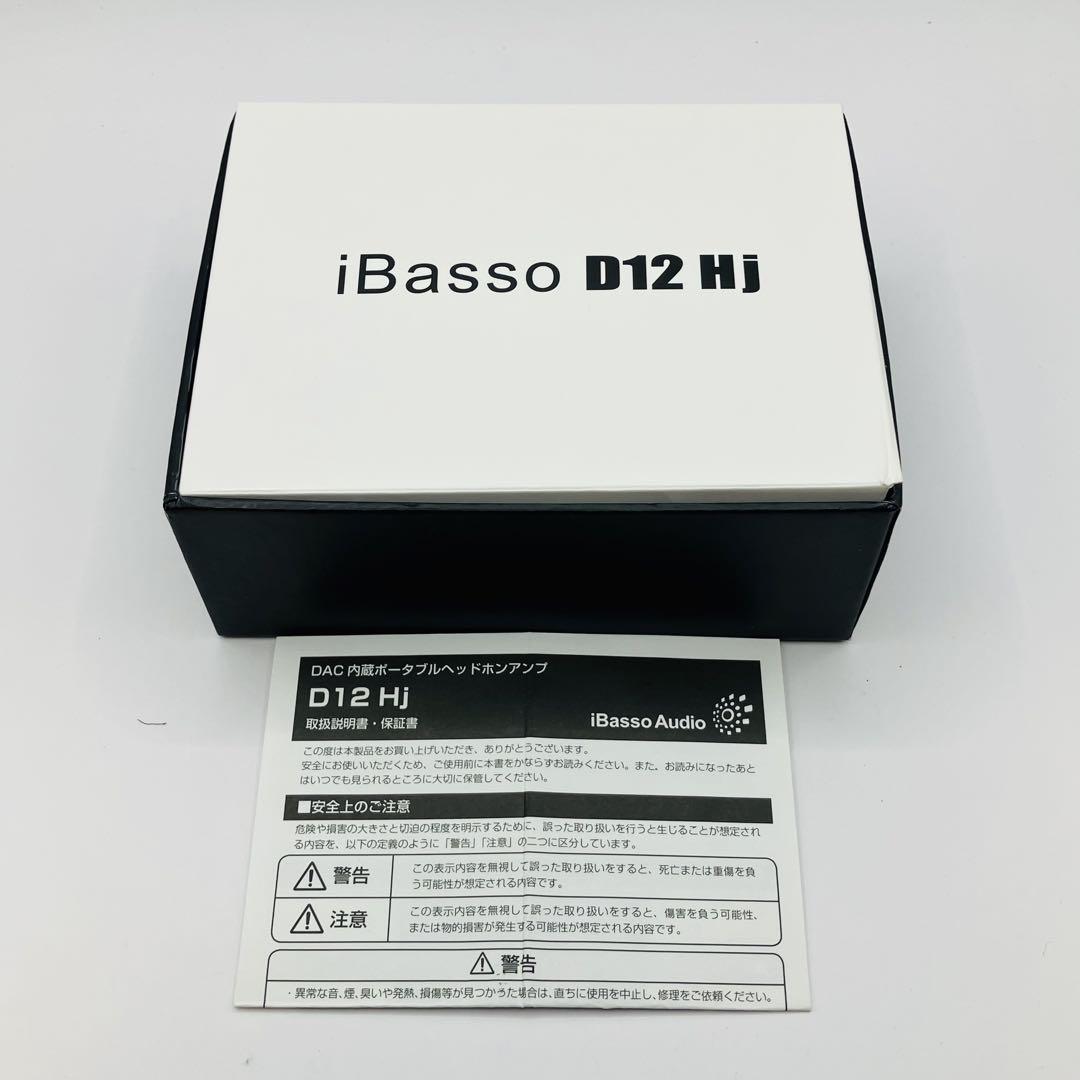 iBasso D12 Hj
DAC 内蔵ポータブルヘッドホンアンプ
D12 Hj
取扱説明書・保証書
iBasso Audio
この度は本製品をお買い上げいただき、ありがとうございます。
安全にお使いいただくため、ご使用前に本書をかならずお読みください。また、お読みになったあと
はいつでも見られるところに大切に保管してください。
■安全上のご注意
危険や損害の大きさと切迫の程度を明示するために、誤った取り扱いを行うと生じることが想定され
る内容を、以下の定義のように「警告」「注意」の二つに区分しています。
警告
この表示内容を無視して誤った取り扱いをすると、死亡または重傷を負
う可能性が想定される内容です。
注意
この表示内容を無視して誤った取り扱いをすると、傷害を負う可能性、
または物的損害が発生する可能性が想定される内容です。
警告
・異常な音、煙、臭いや発熱、損傷等が見つかった場合は、直ちに使用を中止し、修理をご依頼ください。